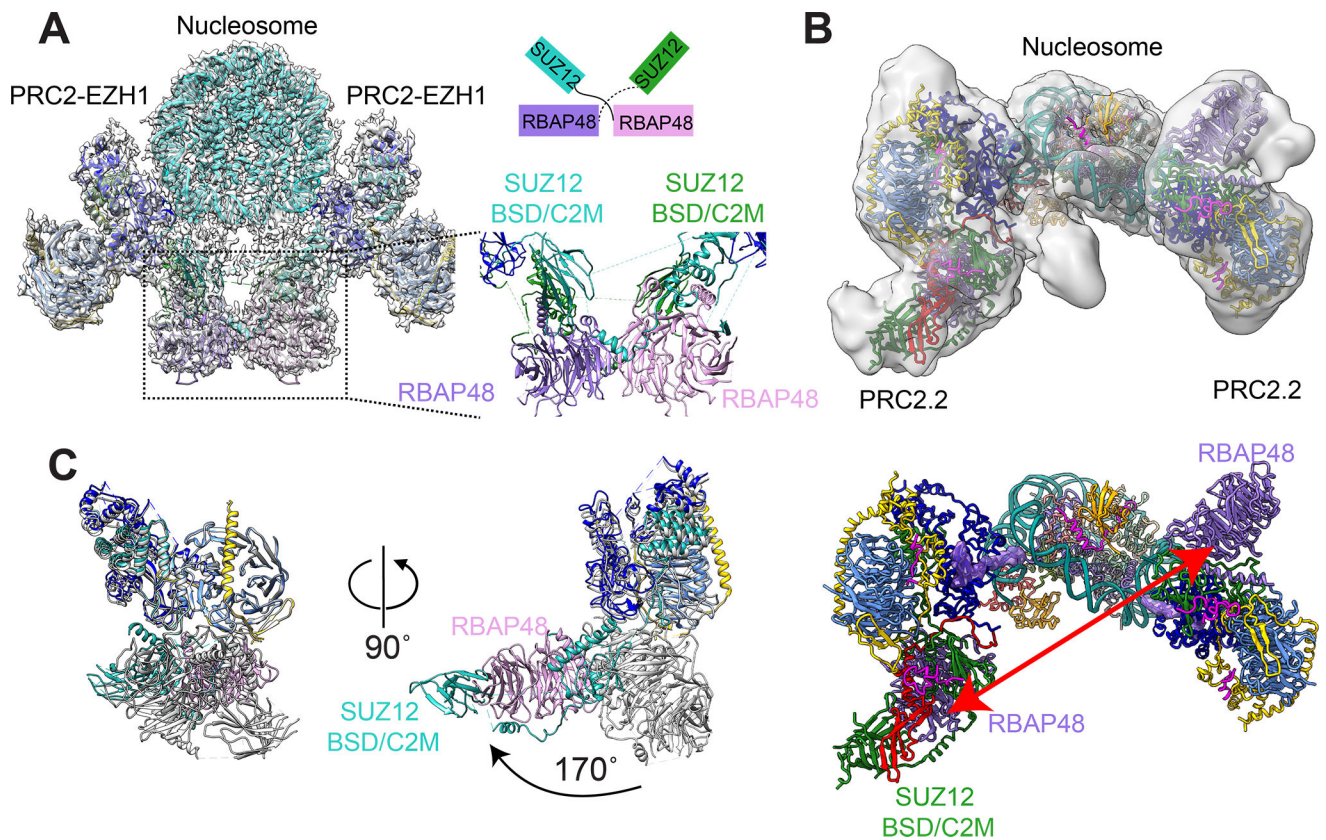 A
Nucleosome
PRC2-EZH1
PRC2-EZH1
RBAP48
SUZ12
SUZ12
RBAP48
RBAP48
SUZ12
BSD/C2M
SUZ12
BSD/C2M
RBAP48
B
Nucleosome
PRC2.2
PRC2.2
RBAP48
RBAP48
SUZ12
BSD/C2M
C
90°
RBAP48
SUZ12
BSD/C2M
170°